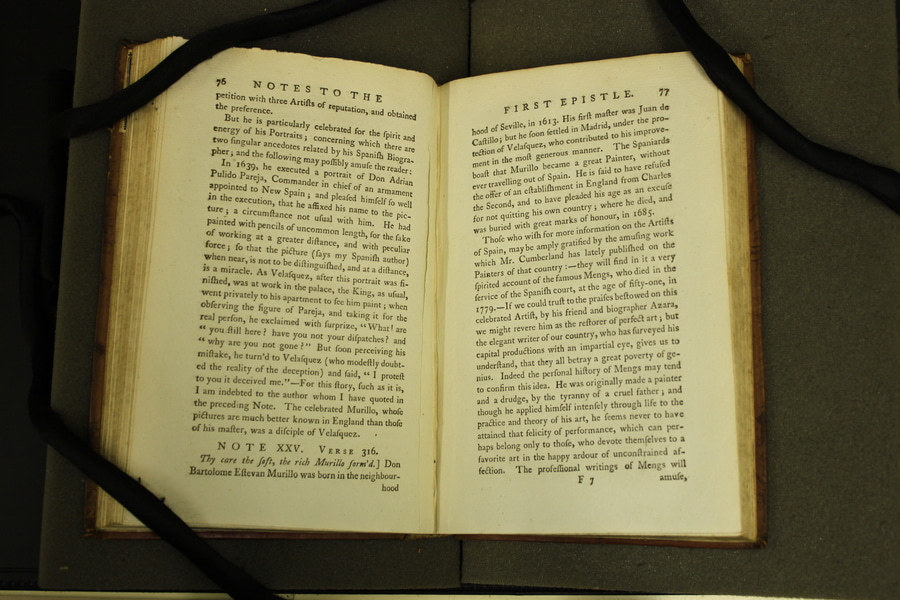 76 NOTES TO THE
petition with three Artiſts of reputation, and obtained
the preference.
But he is particularly celebrated for the ſpirit and
energy of his Portraits; concerning which there are
two ſingular anecdotes related by his Spaniſh Biogra-
pher; and the following may poſſibly amuſe the reader:
In 1639, he executed a portrait of Don Adrian
Pulido Pareja, Commander in chief of an armament
appointed to New Spain; and pleaſed himſelf ſo well
in the execution, that he affixed his name to the pic-
ture; a circumſtance not uſual with him. He had
painted with pencils of uncommon length, for the ſake
of working at a greater diſtance, and with peculiar
force; ſo that the picture (ſays my Spaniſh author)
when near, is not to be diſtinguiſhed, and at a diſtance,
is a miracle. As Velaſquez, after this portrait was fi-
niſhed, was at work in the palace, the King, as uſual,
went privately to his apartment to ſee him paint; when
obſerving the figure of Pareja, and taking it for the
real perſon, he exclaimed with ſurprize, "What! are
" you ſtill here? have you not your diſpatches? and
" why are you not gone?" But ſoon perceiving his
miſtake, he turn'd to Velaſquez (who modeſtly doubt-
ed the reality of the deception) and ſaid, " I proteſt
to you it deceived me."—For this ſtory, ſuch as it is,
I am indebted to the author whom I have quoted in
the preceding Note. The celebrated Murillo, whoſe
pictures are much better known in England than thoſe
of his maſter, was a diſciple of Velaſquez.
NOTE XXV. VERSE 316.
Thy care the ſoft, the rich Murillo form'd.] Don
Bartolome Eſtevan Murillo was born in the neighbour-
hood
FIRST EPISTLE. 77
hood of Seville, in 1613. His firſt maſter was Juan de
Caſtillo; but he ſoon ſettled in Madrid, under the pro-
tection of Velaſquez, who contributed to his improve-
ment in the moſt generous manner. The Spaniards
boaſt that Murillo became a great Painter, without
ever travelling out of Spain. He is ſaid to have refuſed
the offer of an eſtabliſhment in England from Charles
the Second, and to have pleaded his age as an excuſe
for not quitting his own country; where he died, and
was buried with great marks of honour, in 1685.
Thoſe who wiſh for more information on the Artiſts
of Spain, may be amply gratified by the amuſing work
which Mr. Cumberland has lately publiſhed on the
Painters of that country:—they will find in it a very
ſpirited account of the famous Mengs, who died in the
ſervice of the Spaniſh court, at the age of fifty-one, in
1779.—If we could truſt to the praiſes beſtowed on this
celebrated Artiſt, by his friend and biographer Azara,
we might revere him as the reſtorer of perfect art; but
the elegant writer of our country, who has ſurveyed his
capital productions with an impartial eye, gives us to
underſtand, that they all betray a great poverty of ge-
nius. Indeed the perſonal hiſtory of Mengs may tend
to confirm this idea. He was originally made a painter
and a drudge, by the tyranny of a cruel father; and
though he applied himſelf intenſely through life to the
practice and theory of his art, he ſeems never to have
attained that felicity of performance, which can per-
haps belong only to thoſe, who devote themſelves to a
favorite art in the happy ardour of unconſtrained af-
fection. The profeſſional writings of Mengs will
F 7 amuſe,